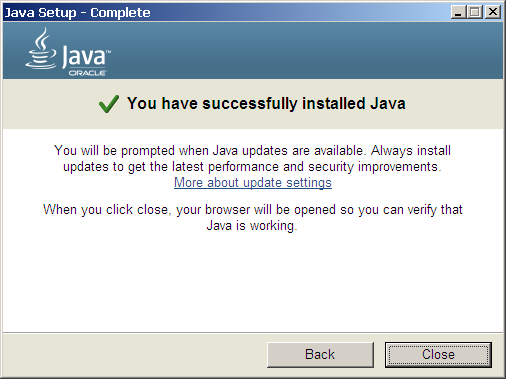 Java Setup - Complete
Java™
ORACLE
You have successfully installed Java
You will be prompted when Java updates are available. Always install
updates to get the latest performance and security improvements.
More about update settings
When you click close, your browser will be opened so you can verify that
Java is working.
Back Close